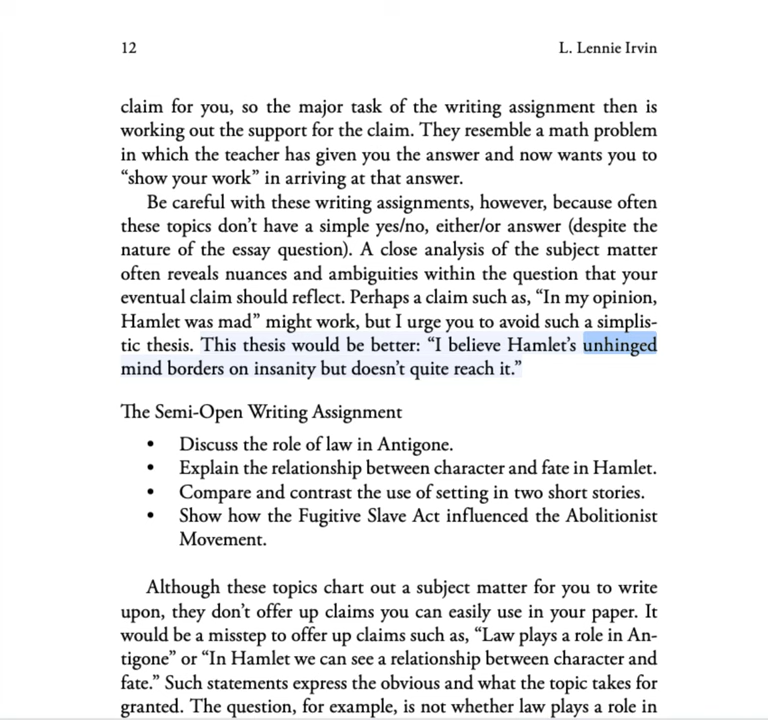 12 L. Lennie Irvin
claim for you, so the major task of the writing assignment then is
working out the support for the claim. They resemble a math problem
in which the teacher has given you the answer and now wants you to
“show your work” in arriving at that answer.
Be careful with these writing assignments, however, because often
these topics don’t have a simple yes/no, either/or answer (despite the
nature of the essay question). A close analysis of the subject matter
often reveals nuances and ambiguities within the question that your
eventual claim should reflect. Perhaps a claim such as, “In my opinion,
Hamlet was mad” might work, but I urge you to avoid such a simplis-
tic thesis. This thesis would be better: “I believe Hamlet’s unhinged
mind borders on insanity but doesn’t quite reach it.”
The Semi-Open Writing Assignment
• Discuss the role of law in Antigone.
• Explain the relationship between character and fate in Hamlet.
• Compare and contrast the use of setting in two short stories.
• Show how the Fugitive Slave Act influenced the Abolitionist
Movement.
Although these topics chart out a subject matter for you to write
upon, they don’t offer up claims you can easily use in your paper. It
would be a misstep to offer up claims such as, “Law plays a role in An-
tigone” or “In Hamlet we can see a relationship between character and
fate.” Such statements express the obvious and what the topic takes for
granted. The question, for example, is not whether law plays a role in